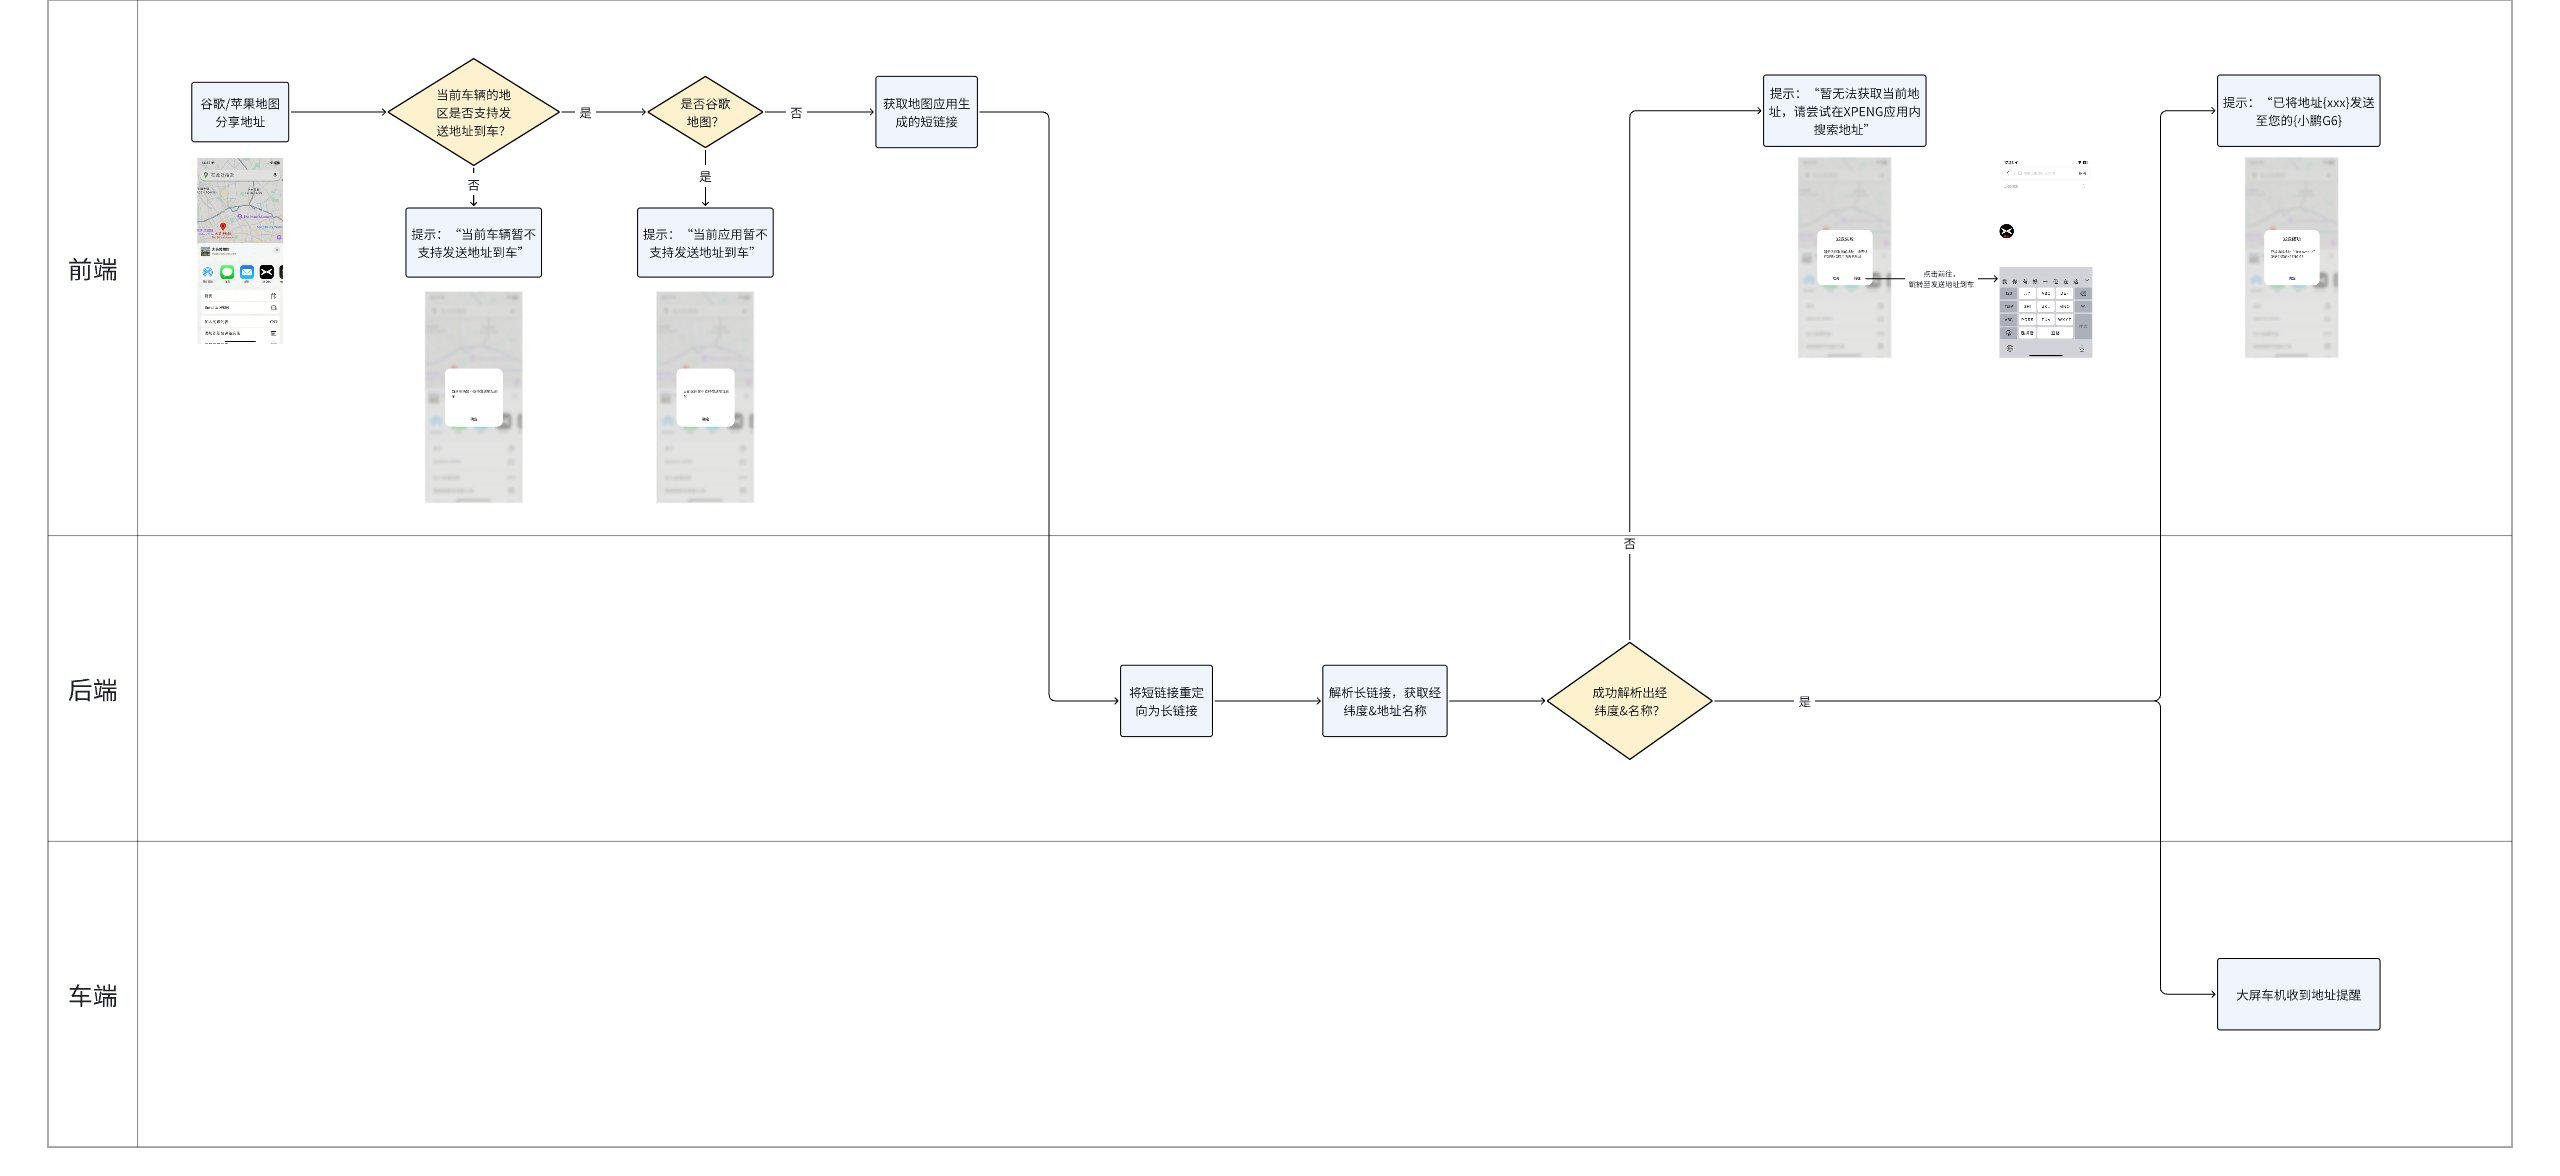 前端
谷歌/苹果地图
分享地址
当前车辆的地
区是否支持发
送地址到车？
是
否
提示：“当前车辆暂不
支持发送地址到车”
是否谷歌
地图？
否
是
提示：“当前应用暂不
支持发送地址到车”
获取地图应用生
成的短链接
提示：“暂无法获取当前地
址，请尝试在XPENG应用内
搜索地址”
点击前往，
跳转至发送地址到车
提示：“已将地址{xxx}发送
至您的{小鹏G6}
后端
将短链接重定
向为长链接
解析长链接，获取经
纬度&地址名称
成功解析出经
纬度&名称？
否
是
车端
大屏车机收到地址提醒